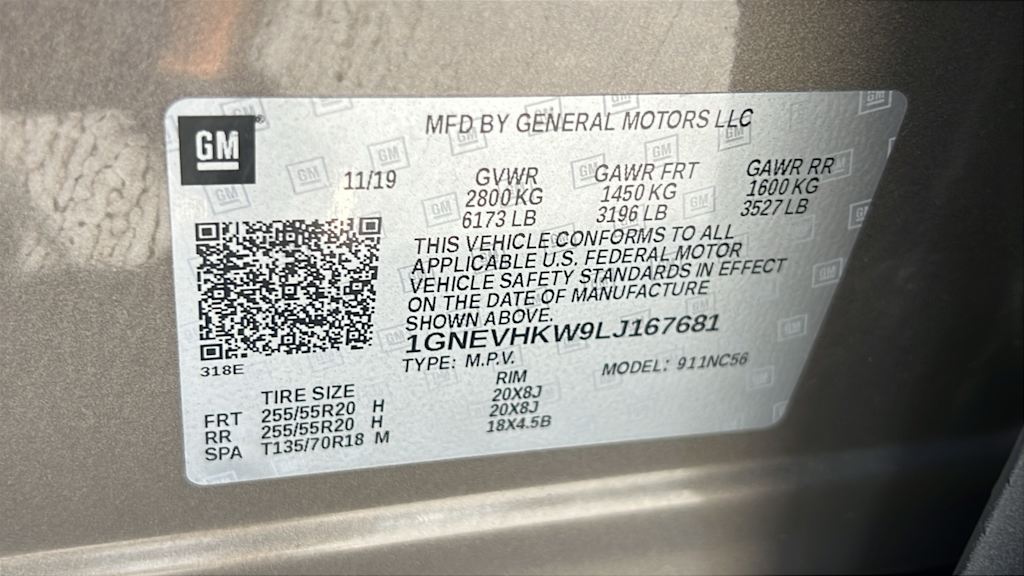 GM
MFD BY GENERAL MOTORS LLC
11/19 GVWR GAWR FRT GAWR RR
2800 KG 1450 KG 1600 KG
6173 LB 3196 LB 3527 LB
THIS VEHICLE CONFORMS TO ALL
APPLICABLE U.S. FEDERAL MOTOR
VEHICLE SAFETY STANDARDS IN EFFECT
ON THE DATE OF MANUFACTURE
SHOWN ABOVE.
1GNEVHKW9LJ167681
318E TYPE: M.P.V. MODEL: 911NC56
TIRE SIZE RIM
FRT 255/55R20 H 20X8J
RR 255/55R20 H 20X8J
SPA T135/70R18 M 18X4.5B